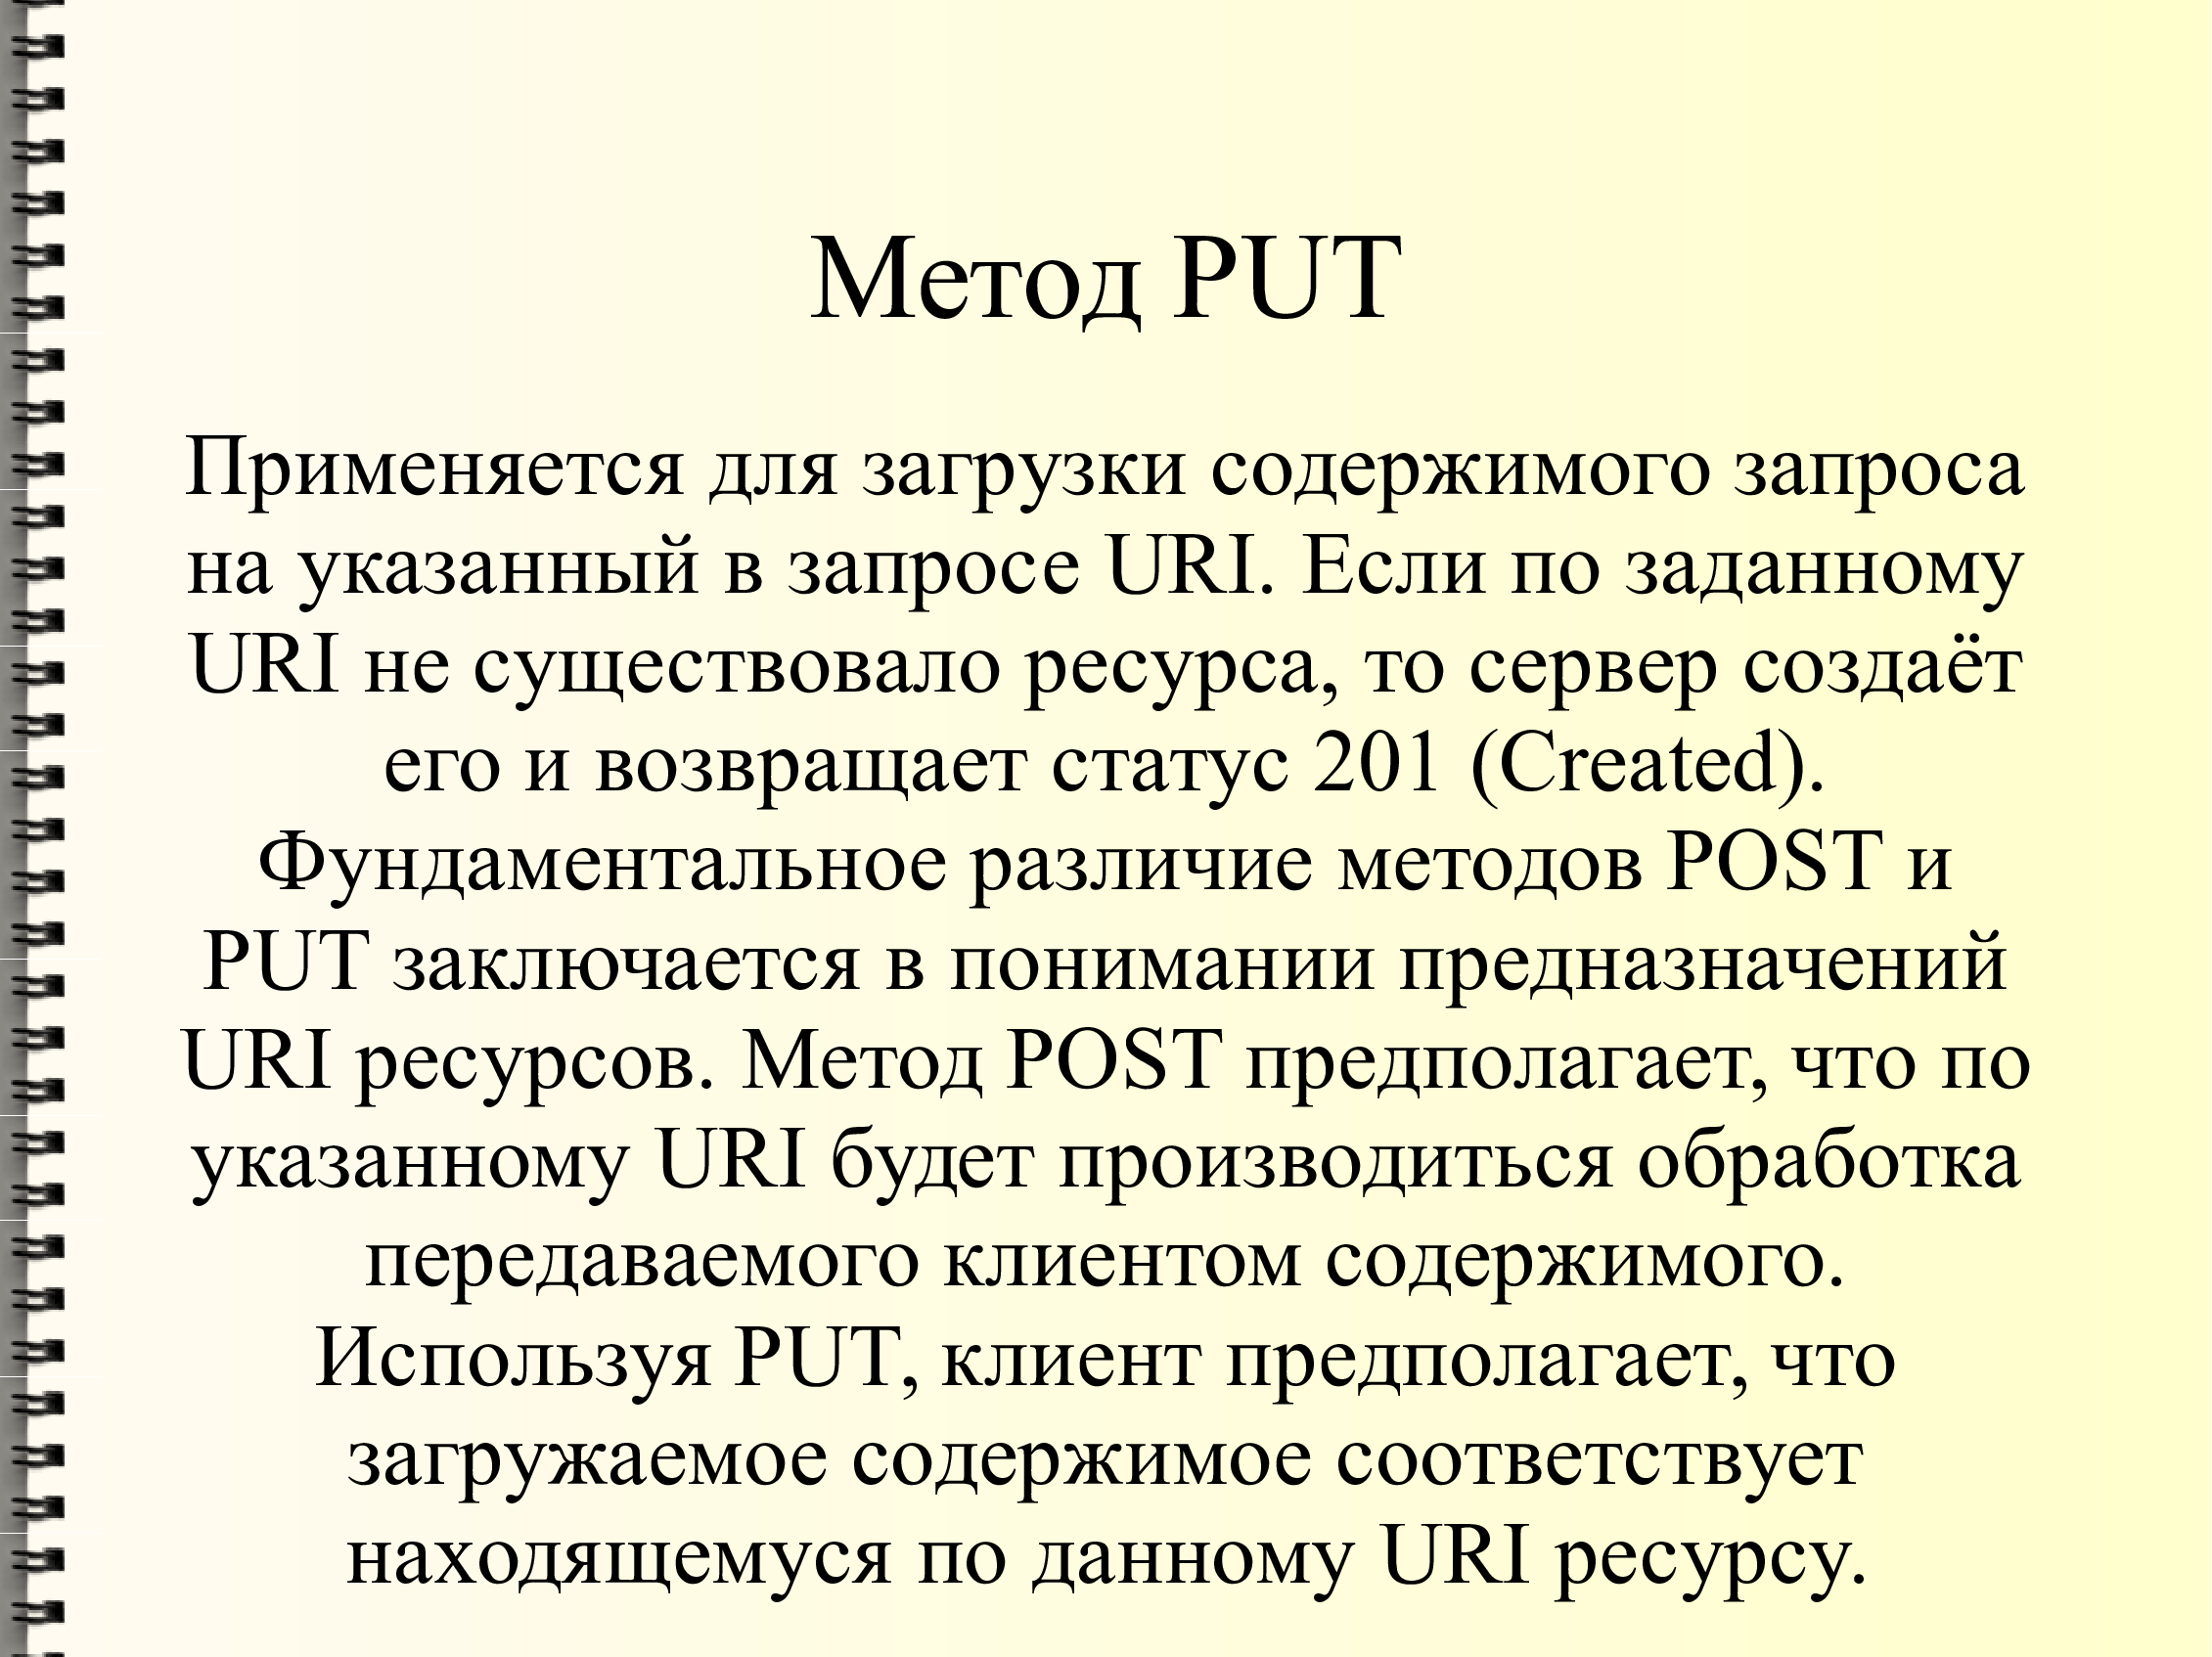 Метод PUT
Применяется для загрузки содержимого запроса
на указанный в запросе URI. Если по заданному
URI не существовало ресурса, то сервер создаёт
его и возвращает статус 201 (Created).
Фундаментальное различие методов POST и
PUT заключается в понимании предназначений
URI ресурсов. Метод POST предполагает, что по
указанному URI будет производиться обработка
передаваемого клиентом содержимого.
Используя PUT, клиент предполагает, что
загружаемое содержимое соответствует
находящемуся по данному URI ресурсу.